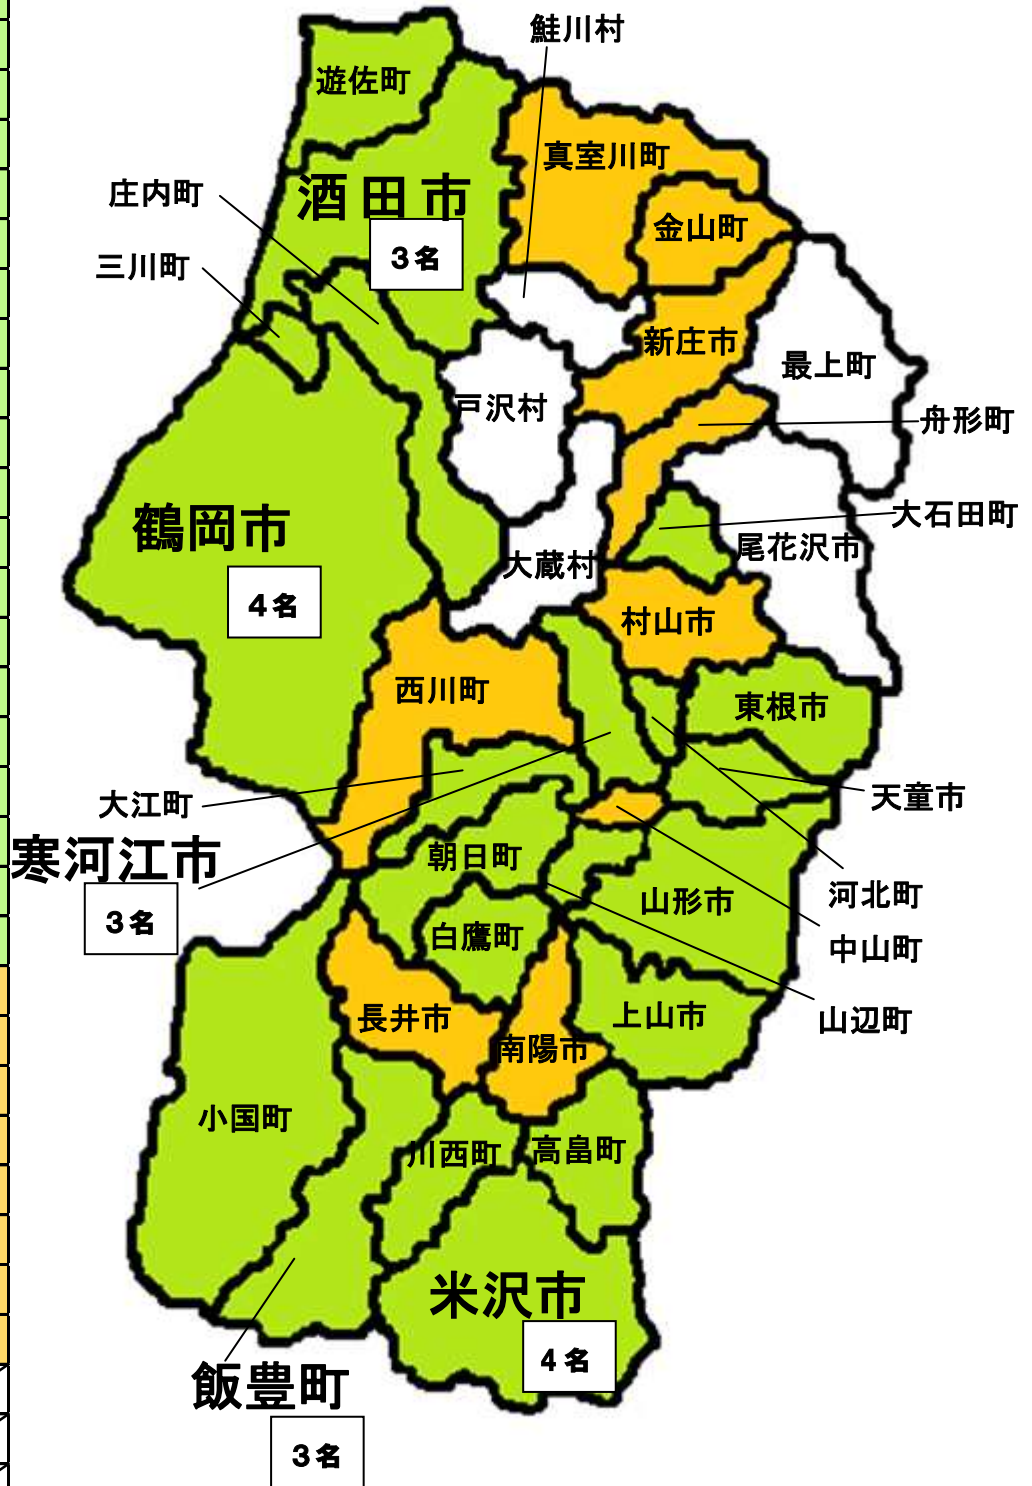 鮭川村
遊佐町
真室川町
庄内町
酒田市
金山町
3名
三川町
新庄市
最上町
戸沢村
舟形町
鶴岡市
大石田町
尾花沢市
大蔵村
4名
村山市
西川町
東根市
大江町
天童市
寒河江市
朝日町
河北町
3名
山形市
白鷹町
中山町
長井市
上山市
山辺町
南陽市
小国町
川西町
高畠町
米沢市
4名
飯豊町
3名